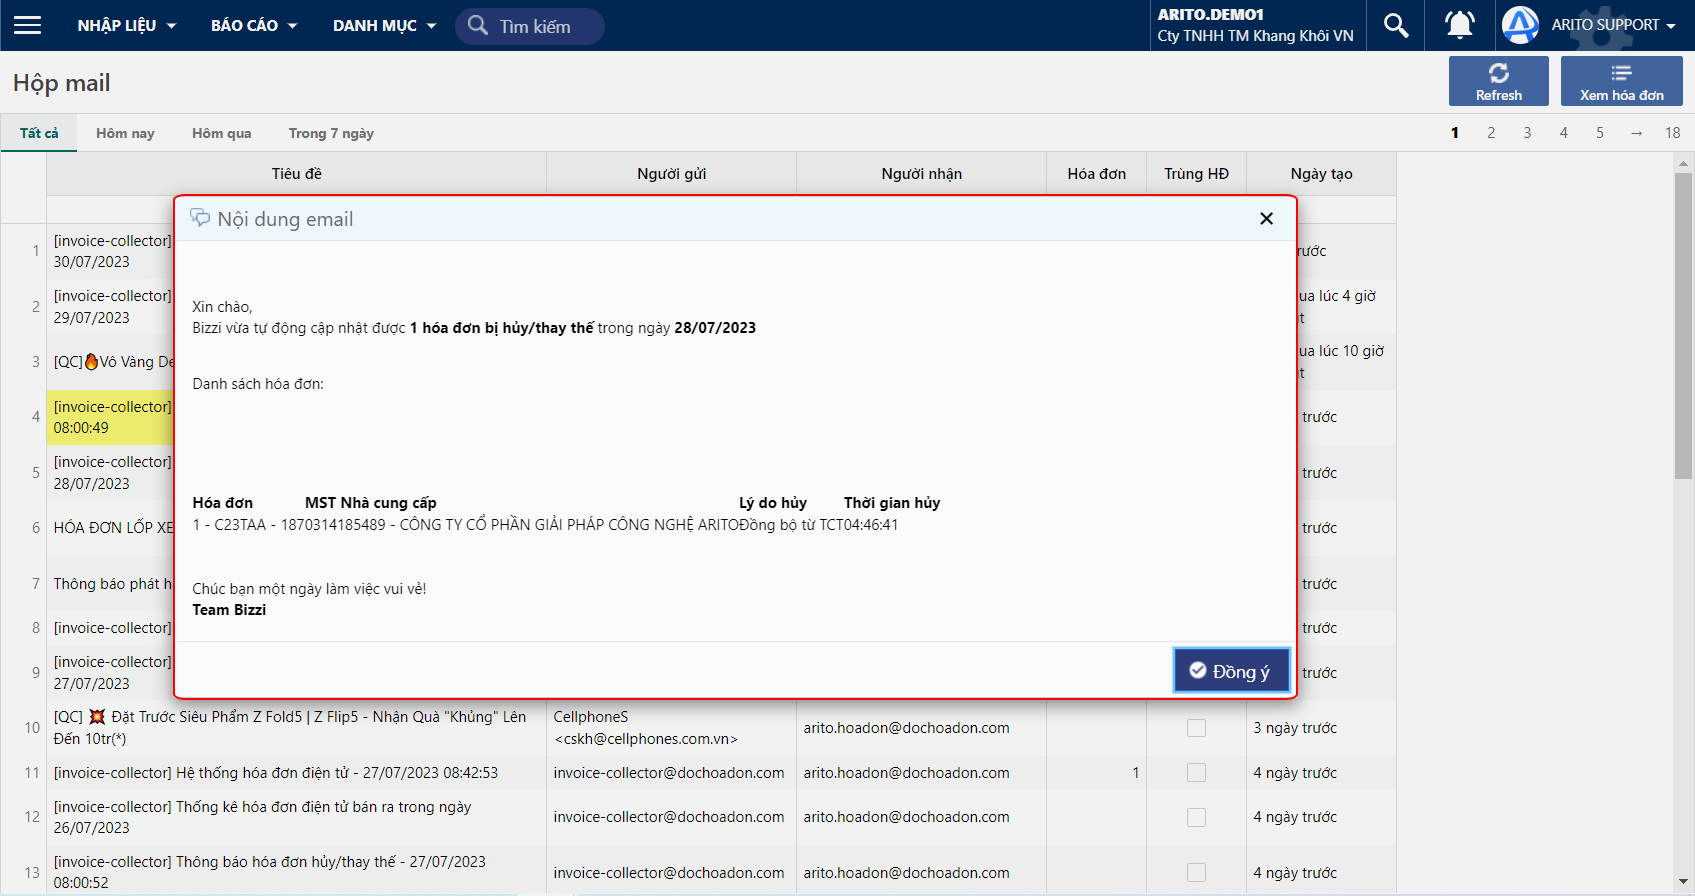 NHẬP LIỆU
BÁO CÁO
DANH MỤC
Tìm kiếm
ARITO.DEMO1
Cty TNHH TM Khang Khôi VN
ARITO SUPPORT
Hộp mail
Refresh
Xem hóa đơn
Tất cả
Hôm nay
Hôm qua
Trong 7 ngày
1 2 3 4 5 → 18
Tiêu đề
Người gửi
Người nhận
Hóa đơn
Trùng HĐ
Ngày tạo
Nội dung email
Xin chào,
Bizzi vừa tự động cập nhật được 1 hóa đơn bị hủy/thay thế trong ngày 28/07/2023
Danh sách hóa đơn:
Hóa đơn MST Nhà cung cấp Lý do hủy Thời gian hủy
1 - C23TAA - 1870314185489 - CÔNG TY CỔ PHẦN GIẢI PHÁP CÔNG NGHỆ ARITOĐồng bộ từ TCT04:46:41
Chúc bạn một ngày làm việc vui vẻ!
Team Bizzi
Đồng ý
1 [invoice-collector]
30/07/2023
2 [invoice-collector] lúc 4 giờ
29/07/2023
3 [QC]🔥Vô Vàng lúc 10 giờ
4 [invoice-collector] trước
08:00:49
5 [invoice-collector] trước
28/07/2023
6 HÓA ĐƠN LỐP XE trước
7 Thông báo phát trước
8 [invoice-collector] trước
9 [invoice-collector] trước
27/07/2023
10 [QC] 💥 Đặt Trước Siêu Phẩm Z Fold5 | Z Flip5 - Nhận Quà "Khủng" Lên
Đến 10tr(*)
CellphoneS
<cskh@cellphones.com.vn>
arito.hoadon@dochoadon.com
3 ngày trước
11 [invoice-collector] Hệ thống hóa đơn điện tử - 27/07/2023 08:42:53
invoice-collector@dochoadon.com
arito.hoadon@dochoadon.com
1
4 ngày trước
12 [invoice-collector] Thống kê hóa đơn điện tử bán ra trong ngày
26/07/2023
invoice-collector@dochoadon.com
arito.hoadon@dochoadon.com
4 ngày trước
13 [invoice-collector] Thông báo hóa đơn hủy/thay thế - 27/07/2023
08:00:52
invoice-collector@dochoadon.com
arito.hoadon@dochoadon.com
4 ngày trước